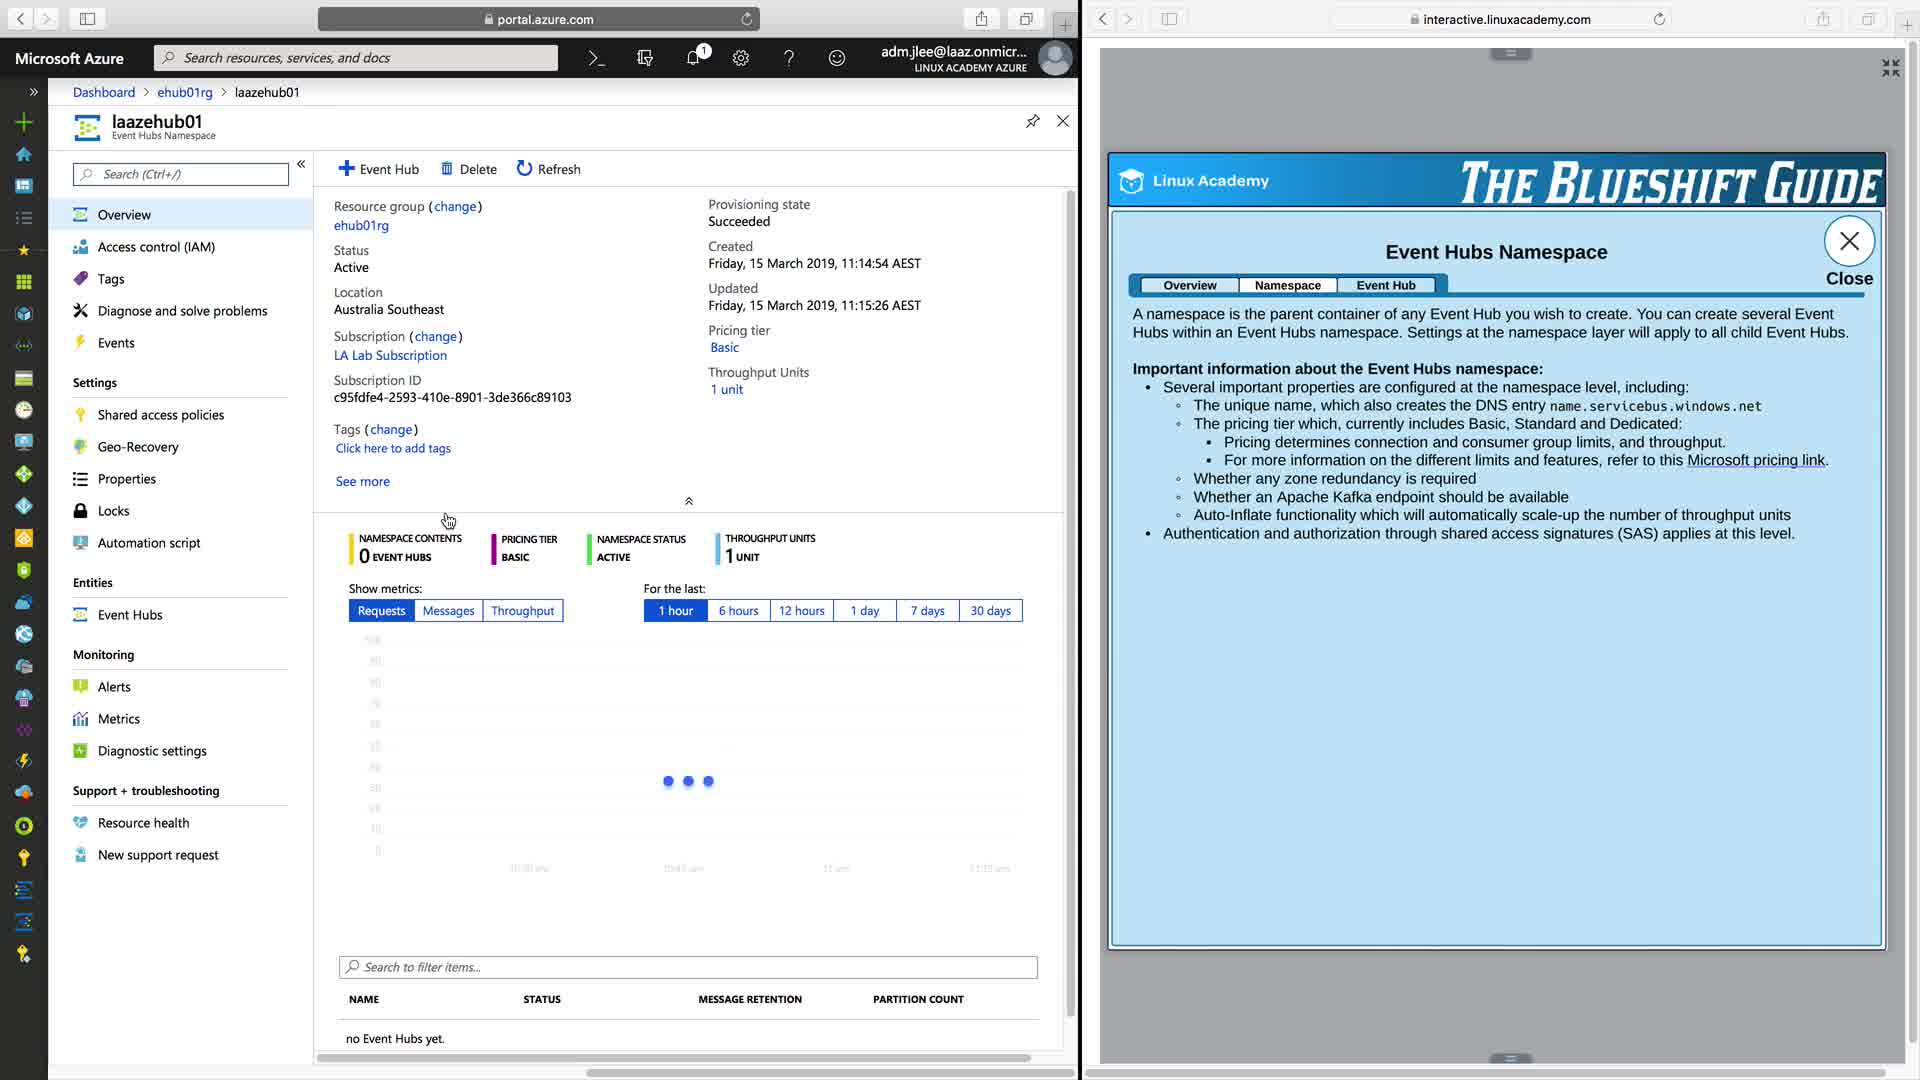 portal.azure.com
Microsoft Azure
Search resources, services, and docs
1
adm.jlee@laaz.onmicr...
LINUX ACADEMY AZURE
Dashboard > ehub01rg > laazehub01
laazehub01
Event Hubs Namespace
Search (Ctrl+/)
Overview
Access control (IAM)
Tags
Diagnose and solve problems
Events
Settings
Shared access policies
Geo-Recovery
Properties
Locks
Automation script
Entities
Event Hubs
Monitoring
Alerts
Metrics
Diagnostic settings
Support + troubleshooting
Resource health
New support request
Event Hub
Delete
Refresh
Resource group (change)
ehub01rg
Status
Active
Location
Australia Southeast
Subscription (change)
LA Lab Subscription
Subscription ID
c95fdfe4-2593-410e-8901-3de366c89103
Tags (change)
Click here to add tags
See more
Provisioning state
Succeeded
Created
Friday, 15 March 2019, 11:14:54 AEST
Updated
Friday, 15 March 2019, 11:15:26 AEST
Pricing tier
Basic
Throughput Units
1 unit
NAMESPACE CONTENTS
0 EVENT HUBS
PRICING TIER
BASIC
NAMESPACE STATUS
ACTIVE
THROUGHPUT UNITS
1 UNIT
Show metrics:
Requests Messages Throughput
For the last:
1 hour 6 hours 12 hours 1 day 7 days 30 days
Search to filter items...
NAME STATUS MESSAGE RETENTION PARTITION COUNT
no Event Hubs yet.
interactive.linuxacademy.com
Linux Academy
THE BLUESHIFT GUIDE
Event Hubs Namespace
Close
Overview Namespace Event Hub
A namespace is the parent container of any Event Hub you wish to create. You can create several Event
Hubs within an Event Hubs namespace. Settings at the namespace layer will apply to all child Event Hubs.
Important information about the Event Hubs namespace:
• Several important properties are configured at the namespace level, including:
◦ The unique name, which also creates the DNS entry name.servicebus.windows.net
◦ The pricing tier which, currently includes Basic, Standard and Dedicated:
▪ Pricing determines connection and consumer group limits, and throughput.
▪ For more information on the different limits and features, refer to this Microsoft pricing link.
◦ Whether any zone redundancy is required
◦ Whether an Apache Kafka endpoint should be available
◦ Auto-Inflate functionality which will automatically scale-up the number of throughput units
• Authentication and authorization through shared access signatures (SAS) applies at this level.